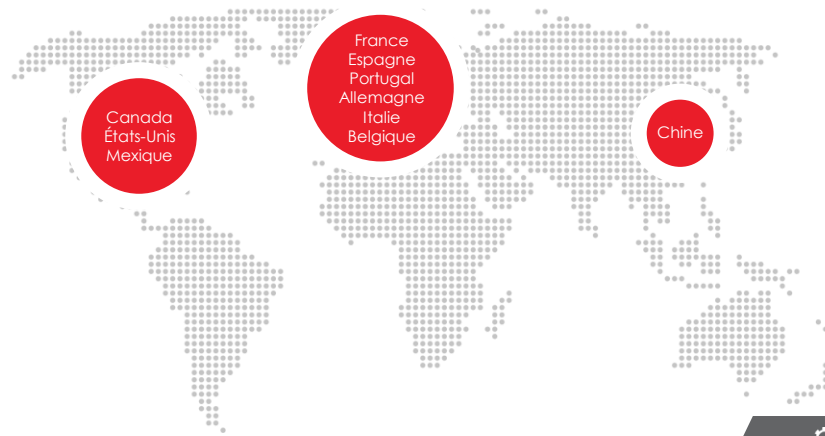 Canada
États-Unis
Mexique
France
Espagne
Portugal
Allemagne
Italie
Belgique
Chine